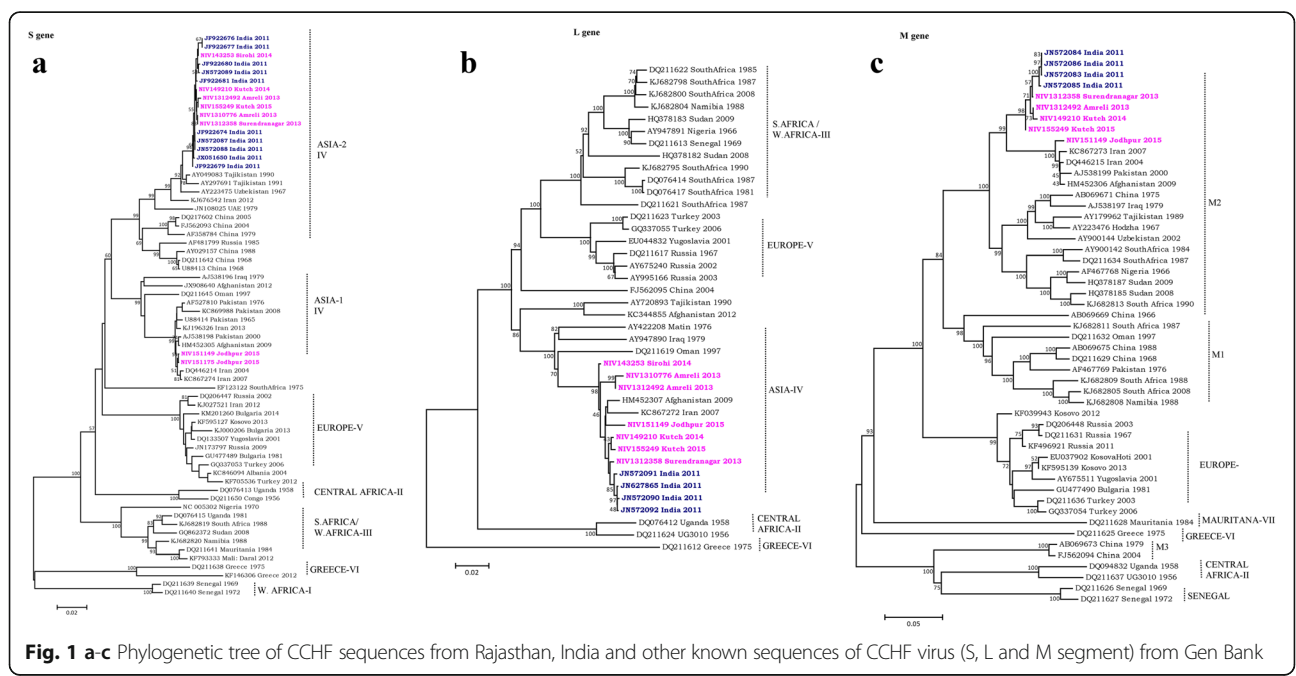 S gene
a
JF922676 India 2011
JF922677 India 2011
NIV143253 Sirohi 2014
JF922680 India 2011
JN572089 India 2011
JF922681 India 2011
NIV149210 Kutch 2014
NIV1312492 Amreli 2013
NIV155249 Kutch 2015
NIV1310776 Amreli 2013
NIV1312358 Surendranagar 2013
JF922674 India 2011
JN572087 India 2011
JN572088 India 2011
JX051650 India 2011
JF922679 India 2011
AY049083 Tajikistan 1990
AY297691 Tajikistan 1991
AY223475 Uzbekistan 1967
KJ676542 Iran 2012
JN108025 UAE 1979
DQ217602 China 2005
FJ562093 China 2004
AF358784 China 1979
AF481799 Russia 1985
AY029157 China 1988
DQ211642 China 1968
U88413 China 1968
ASIA-2
IV
AJ538196 Iraq 1979
JX908640 Afghanistan 2012
DQ211645 Oman 1997
AF527810 Pakistan 1976
KC869988 Pakistan 2008
U88414 Pakistan 1965
KJ196326 Iran 2013
AJ538198 Pakistan 2000
HM452305 Afghanistan 2009
NIV151149 Jodhpur 2015
NIV151175 Jodhpur 2015
DQ446214 Iran 2004
KC867274 Iran 2007
ASIA-1
IV
EF123122 SouthAfrica 1975
DQ206447 Russia 2002
KJ027521 Iran 2012
KM201260 Bulgaria 2014
KF595127 Kosovo 2013
KJ000206 Bulgaria 2013
DQ133507 Yugoslavia 2001
JN173797 Russia 2009
GU477489 Bulgaria 1981
GQ337053 Turkey 2006
KC846094 Albania 2004
KF705536 Turkey 2012
EUROPE-V
DQ076413 Uganda 1958
DQ211650 Congo 1956
CENTRAL AFRICA-II
NC 005302 Nigeria 1970
DQ076415 Uganda 1981
KJ682819 South Africa 1988
GQ862372 Sudan 2008
KJ682820 Namibia 1988
DQ211641 Mauritania 1984
KF793333 Mali: Daral 2012
S.AFRICA/
W.AFRICA-III
DQ211638 Greece 1975
KF146306 Greece 2012
GREECE-VI
DQ211639 Senegal 1969
DQ211640 Senegal 1972
W. AFRICA-I
0.02
L gene
b
DQ211622 SouthAfrica 1985
KJ682798 SouthAfrica 1987
KJ682800 SouthAfrica 2008
KJ682804 Namibia 1988
HQ378183 Sudan 2009
AY947891 Nigeria 1966
DQ211613 Senegal 1969
HQ378182 Sudan 2008
KJ682795 SouthAfrica 1990
DQ076414 SouthAfrica 1987
DQ076417 SouthAfrica 1981
DQ211621 SouthAfrica 1987
S.AFRICA /
W.AFRICA-III
DQ211623 Turkey 2003
GQ337055 Turkey 2006
EU044832 Yugoslavia 2001
DQ211617 Russia 1967
AY675240 Russia 2002
AY995166 Russia 2003
EUROPE-V
FJ562095 China 2004
AY720893 Tajikistan 1990
KC344855 Afghanistan 2012
AY422208 Matin 1976
AY947890 Iraq 1979
DQ211619 Oman 1997
NIV143253 Sirohi 2014
NIV1310776 Amreli 2013
NIV1312492 Amreli 2013
HM452307 Afghanistan 2009
KC867272 Iran 2007
NIV151149 Jodhpur 2015
NIV149210 Kutch 2014
NIV155249 Kutch 2015
NIV1312358 Surendranagar 2013
JN572091 India 2011
JN627865 India 2011
JN572090 India 2011
JN572092 India 2011
ASIA-IV
DQ076412 Uganda 1958
DQ211624 UG3010 1956
CENTRAL
AFRICA-II
DQ211612 Greece 1975
GREECE-VI
0.02
M gene
c
JN572084 India 2011
JN572086 India 2011
JN572083 India 2011
JN572085 India 2011
NIV1312358 Surendranagar 2013
NIV1312492 Amreli 2013
NIV149210 Kutch 2014
NIV155249 Kutch 2015
NIV151149 Jodhpur 2015
KC867273 Iran 2007
DQ446215 Iran 2004
AJ538199 Pakistan 2000
HM452306 Afghanistan 2009
AB069671 China 1975
AJ538197 Iraq 1979
AY179962 Tajikistan 1989
AY223476 Hodzha 1967
AY900144 Uzbekistan 2002
AY900142 SouthAfrica 1984
DQ211634 SouthAfrica 1987
AF467768 Nigeria 1966
HQ378187 Sudan 2009
HQ378185 Sudan 2008
KJ682813 South Africa 1990
M2
AB069669 China 1966
KJ682811 South Africa 1987
DQ211632 Oman 1997
AB069675 China 1988
DQ211629 China 1968
AF467769 Pakistan 1976
KJ682809 South Africa 1988
KJ682805 South Africa 2008
KJ682808 Namibia 1988
M1
KF039943 Kosovo 2012
DQ206448 Russia 2003
DQ211631 Russia 1967
KF496921 Russia 2011
EU037902 KosovaHoti 2001
KF595139 Kosovo 2013
AY675511 Yugoslavia 2001
GU477490 Bulgaria 1981
DQ211636 Turkey 2003
GQ337054 Turkey 2006
EUROPE-
DQ211628 Mauritania 1984
MAURITANA-VII
DQ211625 Greece 1975
GREECE-VI
AB069673 China 1979
FJ562094 China 2004
M3
DQ094832 Uganda 1958
DQ211637 UG3010 1956
CENTRAL
AFRICA-II
DQ211626 Senegal 1969
DQ211627 Senegal 1972
SENEGAL
0.05
Fig. 1 a-c Phylogenetic tree of CCHF sequences from Rajasthan, India and other known sequences of CCHF virus (S, L and M segment) from Gen Bank